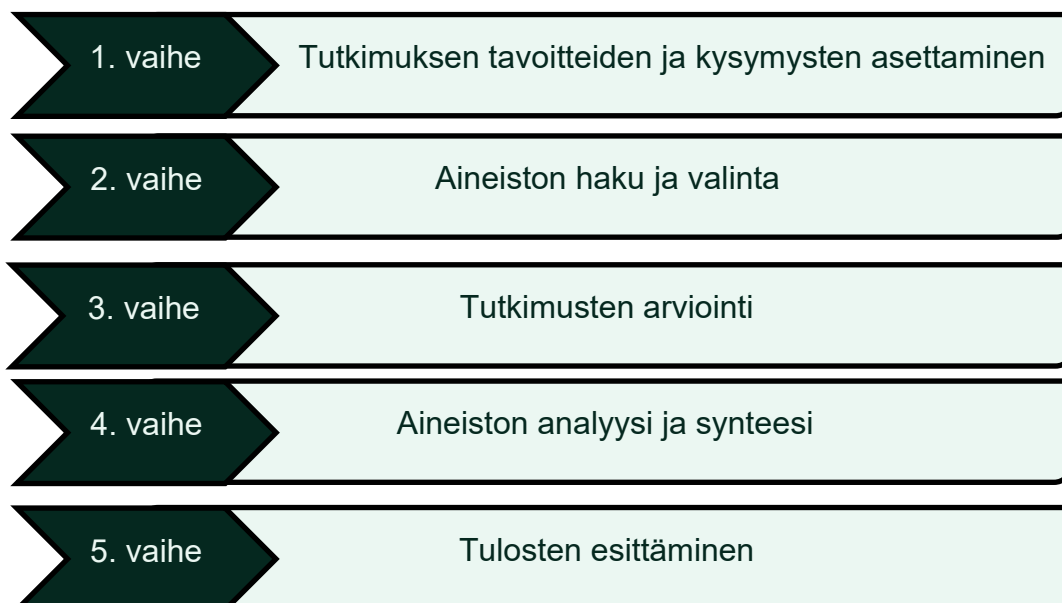 1. vaihe Tutkimuksen tavoitteiden ja kysymysten asettaminen
2. vaihe Aineiston haku ja valinta
3. vaihe Tutkimusten arviointi
4. vaihe Aineiston analyysi ja synteesi
5. vaihe Tulosten esittäminen